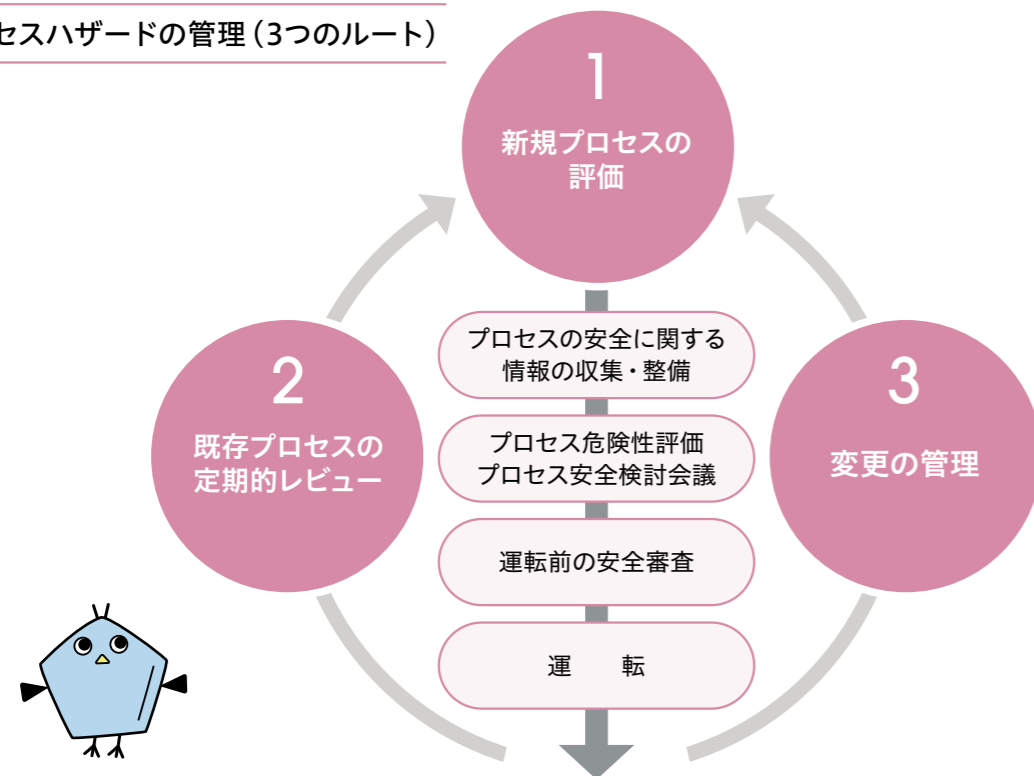 セスハザードの管理（3つのルート）
1
新規プロセスの
評価
プロセスの安全に関する
情報の収集・整備
プロセス危険性評価
プロセス安全検討会議
運転前の安全審査
運　転
2
既存プロセスの
定期的レビュー
3
変更の管理